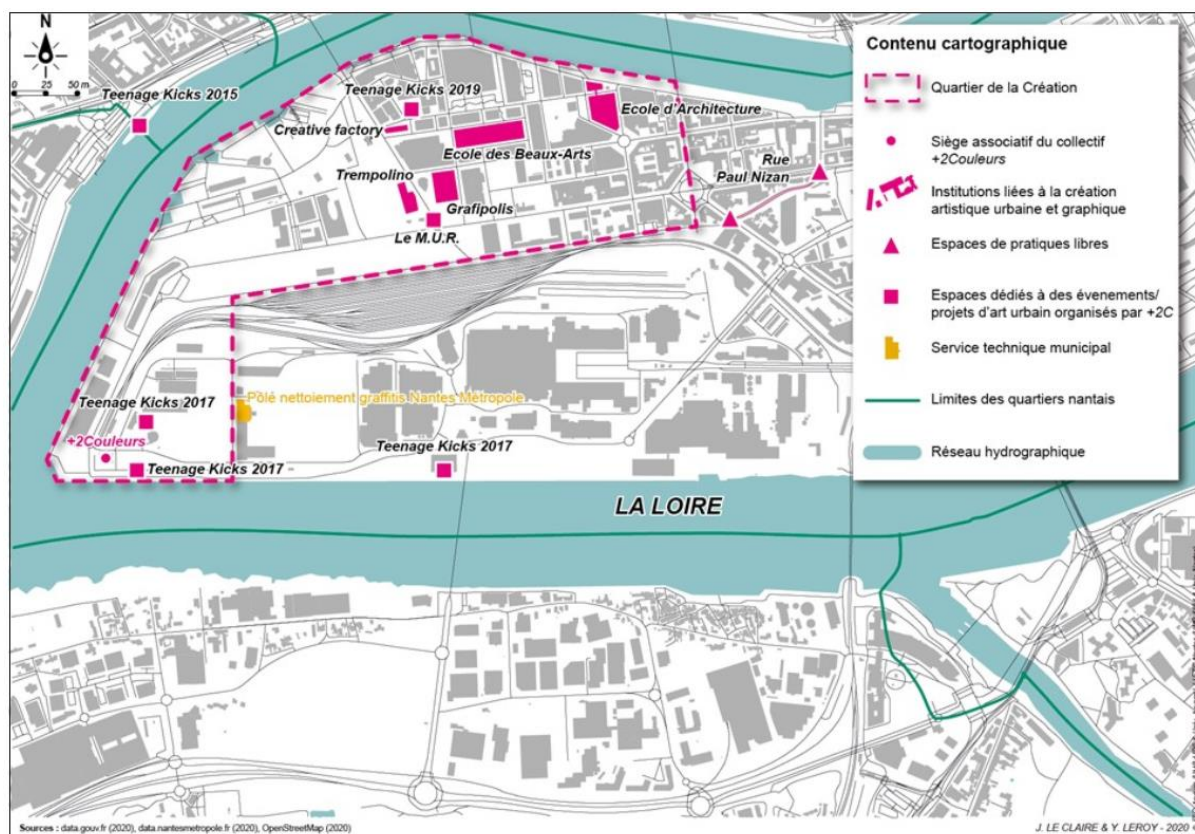 N
0 25 50 m
Teenage Kicks 2015
Teenage Kicks 2019
Creative factory
Ecole d'Architecture
Ecole des Beaux-Arts
Trempolino
Grafipolis
Le M.U.R.
Rue
Paul Nizan
Pôlé nettoiement graffitis Nantes Métropole
Teenage Kicks 2017
+2Couleurs
Teenage Kicks 2017
Teenage Kicks 2017
LA LOIRE
Contenu cartographique
Quartier de la Création
Siège associatif du collectif
+2Couleurs
Institutions liées à la création
artistique urbaine et graphique
Espaces de pratiques libres
Espaces dédiés à des évenements/
projets d'art urbain organisés par +2C
Service technique municipal
Limites des quartiers nantais
Réseau hydrographique
Sources : data.gouv.fr (2020), data.nantesmetropole.fr (2020), OpenStreetMap (2020)
J. LE CLAIRE & Y. LEROY - 2020